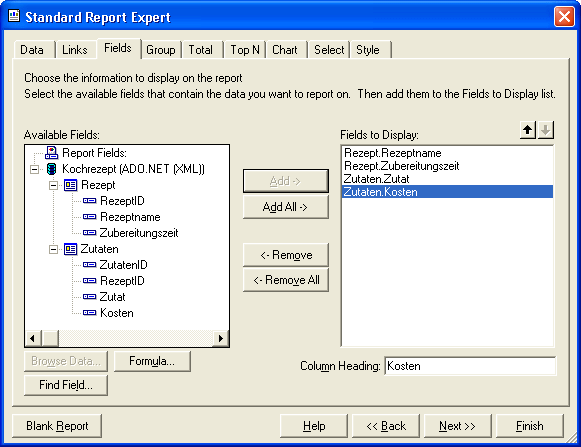 Standard Report Expert
Data Links Fields Group Total Top N Chart Select Style
Choose the information to display on the report
Select the available fields that contain the data you want to report on. Then add them to the Fields to Display list.
Available Fields:
Report Fields:
Kochrezept (ADO.NET (XML))
Rezept
RezeptID
Rezeptname
Zubereitungszeit
Zutaten
ZutatenID
RezeptID
Zutat
Kosten
Browse Data...
Formula...
Find Field...
Add ->
Add All ->
<- Remove
<- Remove All
Fields to Display:
Rezept.Rezeptname
Rezept.Zubereitungszeit
Zutaten.Zutat
Zutaten.Kosten
Column Heading: Kosten
Blank Report
Help
<< Back
Next >>
Finish